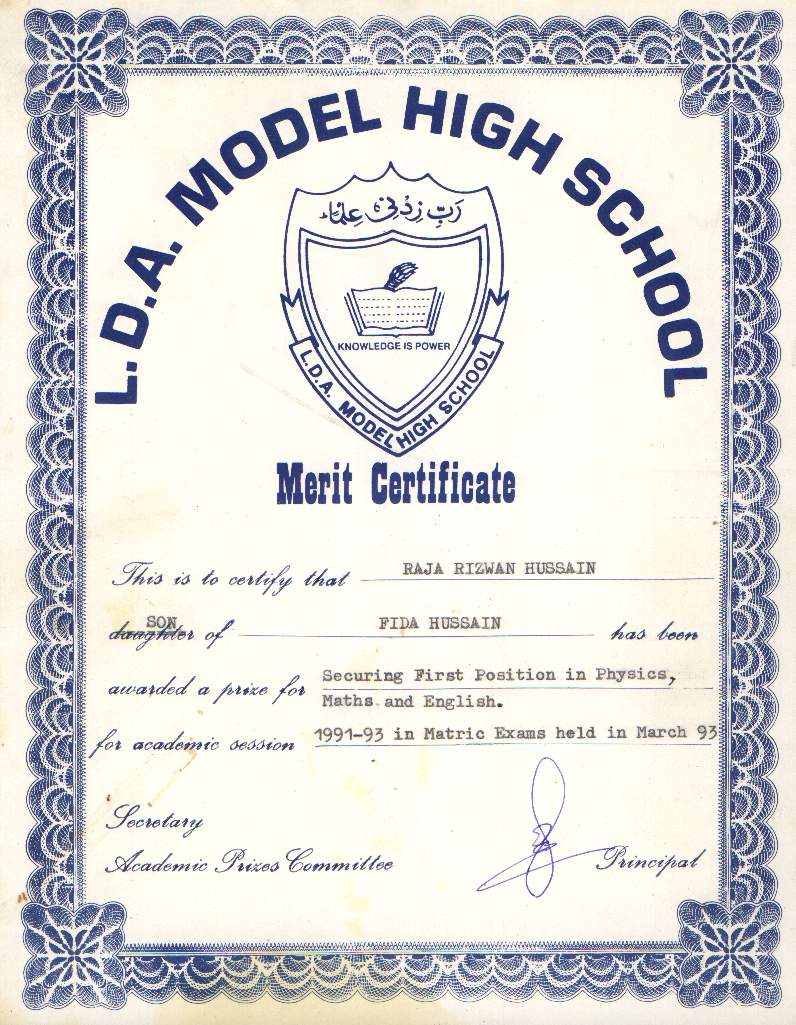 L.D.A. MODEL HIGH SCHOOL
رَبِّ زِدْنِي عِلْمًا
KNOWLEDGE IS POWER
L.D.A. MODEL HIGH SCHOOL
Merit Certificate
This is to certify that RAJA RIZWAN HUSSAIN
SON
daughter of FIDA HUSSAIN has been
awarded a prize for Securing First Position in Physics,
Maths and English.
for academic session 1991-93 in Matric Exams held in March 93
Secretary
Academic Prizes Committee Principal